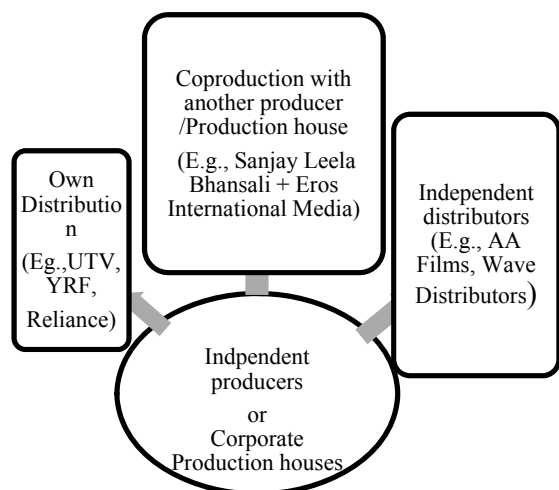 Coproduction with
another producer
/Production house
(E.g., Sanjay Leela
Bhansali + Eros
International Media)
Own
Distributio
n
(Eg.,UTV,
YRF,
Reliance)
Independent
distributors
(E.g., AA
Films, Wave
Distributors)
Indpendent
producers
or
Corporate
Production houses